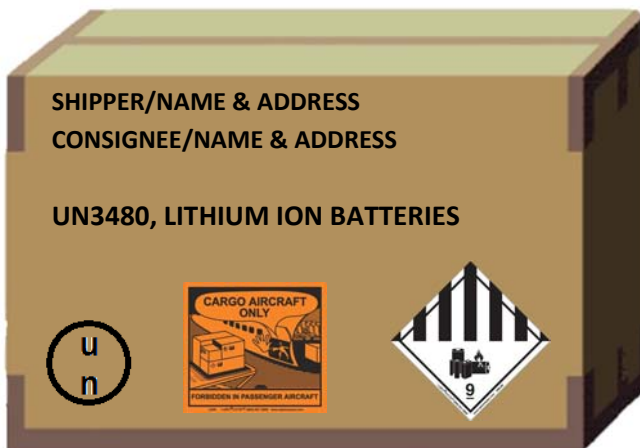 SHIPPER/NAME & ADDRESS
CONSIGNEE/NAME & ADDRESS
UN3480, LITHIUM ION BATTERIES
u
n
CARGO AIRCRAFT
ONLY
FORBIDDEN IN PASSENGER AIRCRAFT
9